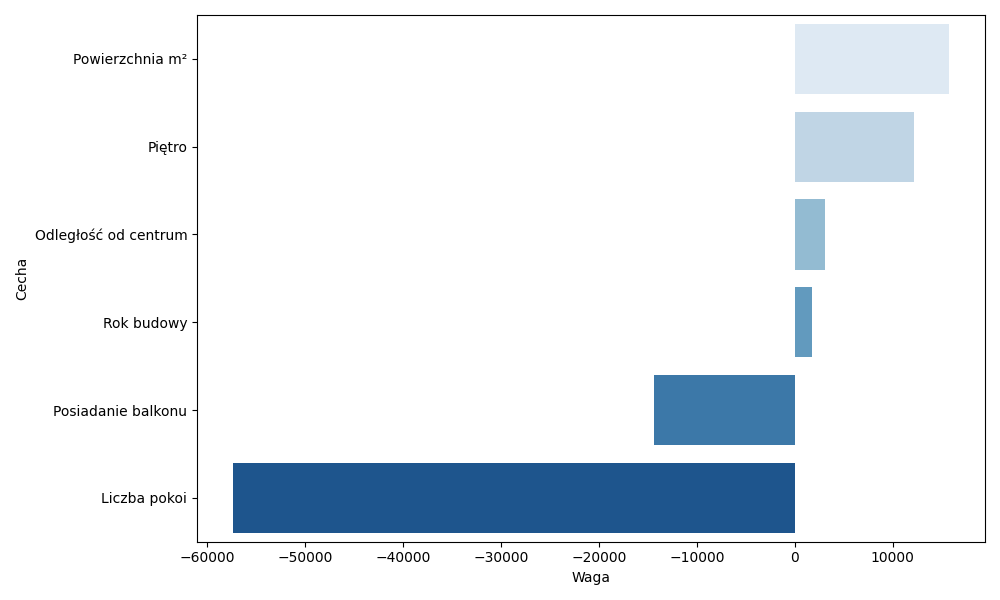 Powierzchnia m²
Piętro
Odległość od centrum
Rok budowy
Posiadanie balkonu
Liczba pokoi
Cecha
−60000 −50000 −40000 −30000 −20000 −10000 0 10000
Waga